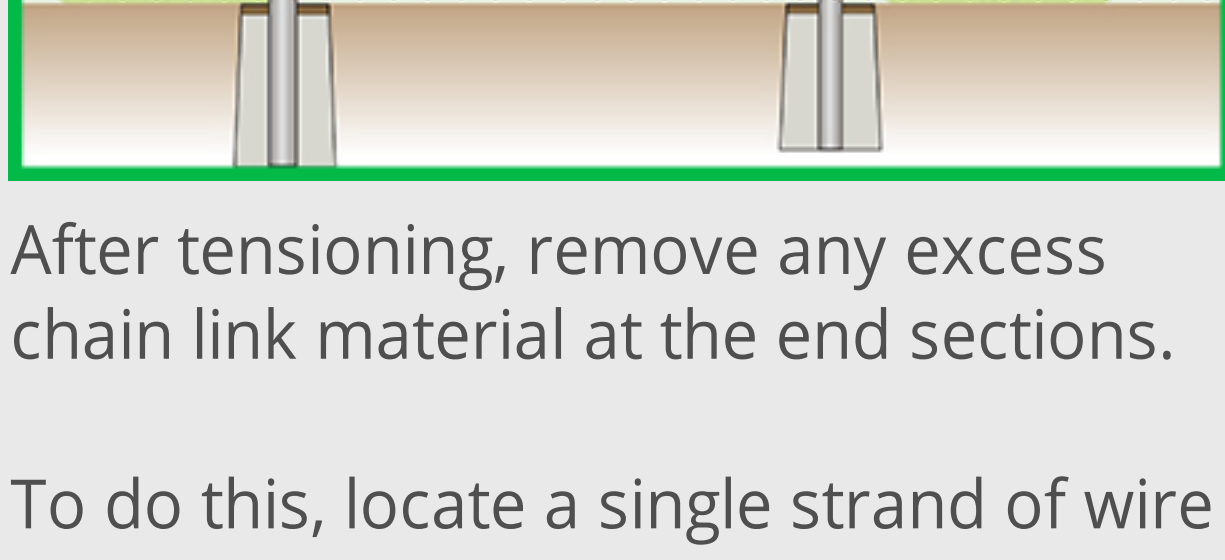 After tensioning, remove any excess
chain link material at the end sections.
To do this, locate a single strand of wire